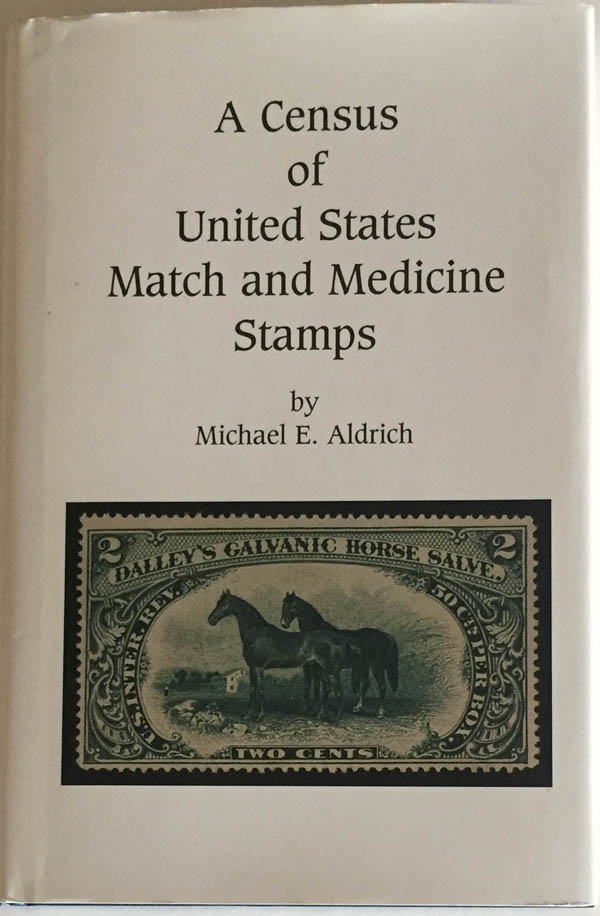 A Census
of
United States
Match and Medicine
Stamps
by
Michael E. Aldrich
2 2
DALLEY'S GALVANIC HORSE SALVE.
U.S. INTER. REV.
50 C'TS PER BOX.
TWO CENTS